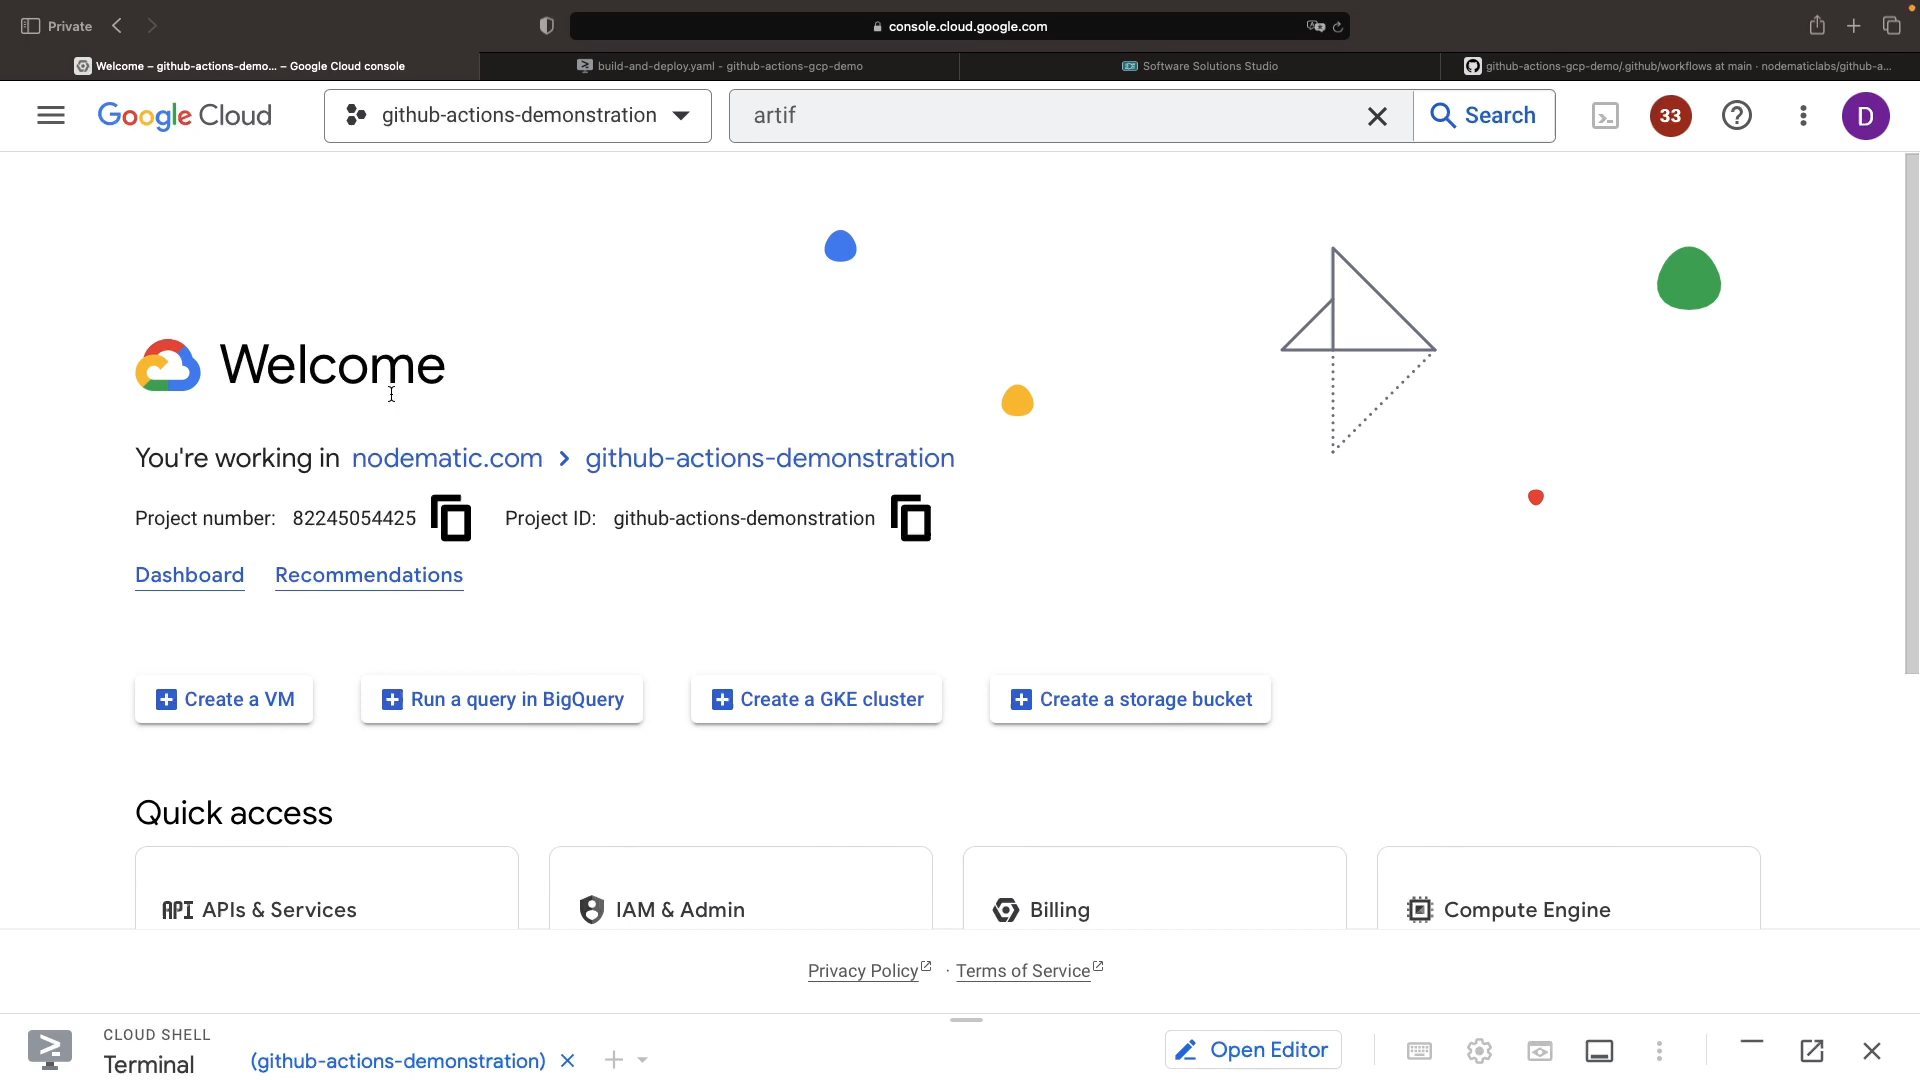 Private
console.cloud.google.com
Welcome – github-actions-demo... – Google Cloud console
build-and-deploy.yaml - github-actions-gcp-demo
Software Solutions Studio
github-actions-gcp-demo/.github/workflows at main · nodematiclabs/github-a...
Google Cloud
github-actions-demonstration
artif
Search
33
D
Welcome
You're working in nodematic.com > github-actions-demonstration
Project number: 82245054425 Project ID: github-actions-demonstration
Dashboard Recommendations
Create a VM
Run a query in BigQuery
Create a GKE cluster
Create a storage bucket
Quick access
API APIs & Services
IAM & Admin
Billing
Compute Engine
Privacy Policy · Terms of Service
CLOUD SHELL
Terminal
(github-actions-demonstration)
Open Editor